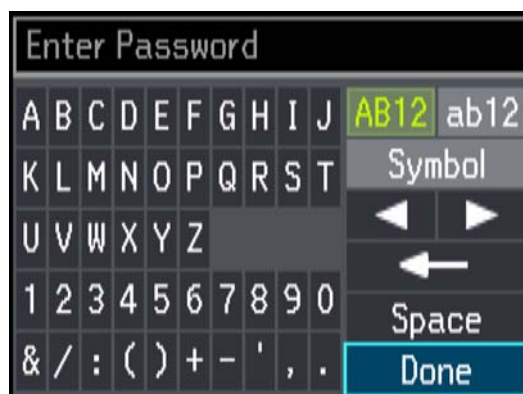 Enter Password
A B C D E F G H I J AB12 ab12
K L M N O P Q R S T Symbol
U V W X Y Z
1 2 3 4 5 6 7 8 9 0 Space
& / : ( ) + - ' , . Done